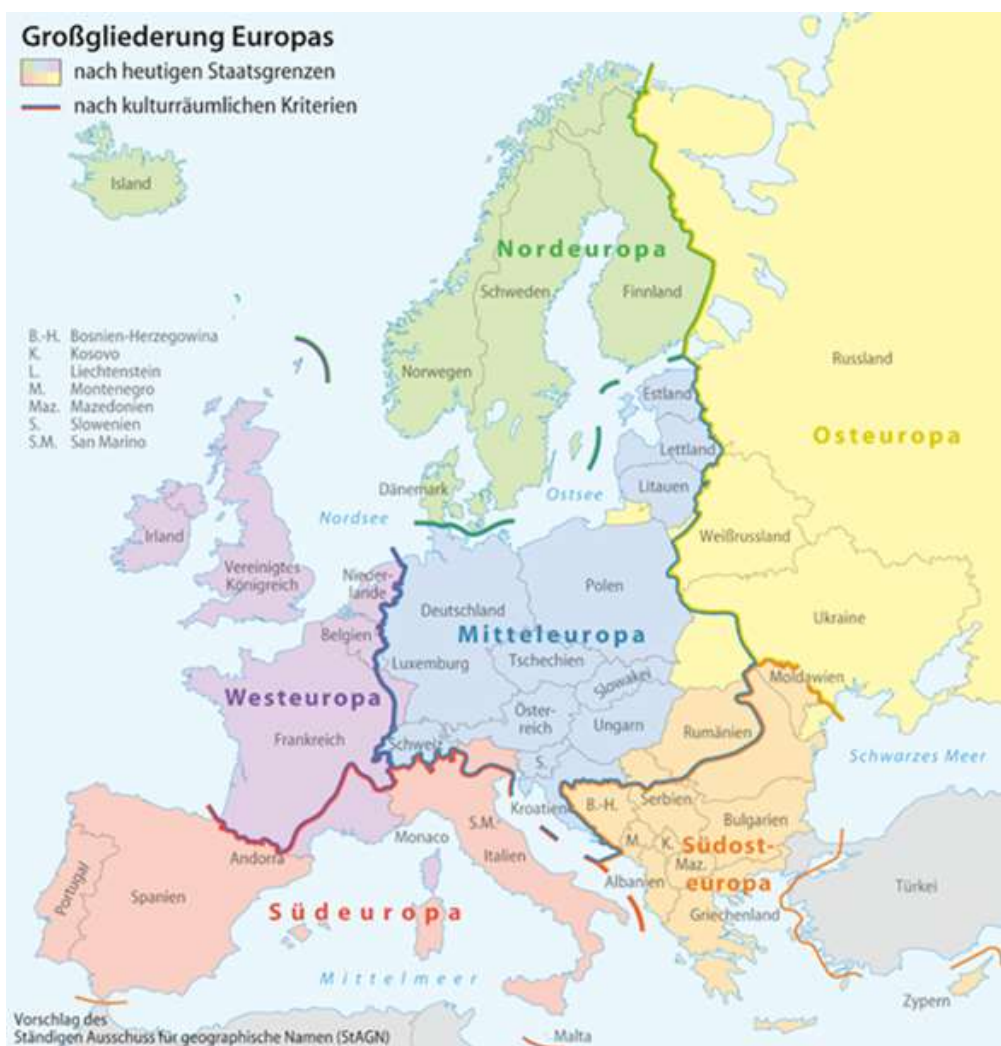 Großgliederung Europas
nach heutigen Staatsgrenzen
nach kulturräumlichen Kriterien
Island
Nordeuropa
Schweden
Finnland
B.-H. Bosnien-Herzegowina
K. Kosovo
L. Liechtenstein
M. Montenegro
Maz. Mazedonien
S. Slowenien
S.M. San Marino
Russland
Norwegen
Estland
Osteuropa
Lettland
Dänemark
Ostsee
Litauen
Nordsee
Irland
Weißrussland
Vereinigtes
Königreich
Nieder-
lande
Polen
Deutschland
Ukraine
Belgien
Mitteleuropa
Luxemburg
Tschechien
Slowakei
Moldawien
Westeuropa
Öster-
reich
Ungarn
Rumänien
Frankreich
Schweiz
S.
Schwarzes Meer
Kroatien
B.-H.
Serbien
S.M.
Bulgarien
Monaco
M.
K.
Südost-
europa
Andorra
Italien
Maz.
Albanien
Portugal
Spanien
Türkei
Südeuropa
Griechenland
Mittelmeer
Zypern
Vorschlag des
Ständigen Ausschuss für geographische Namen (StAGN)
Malta